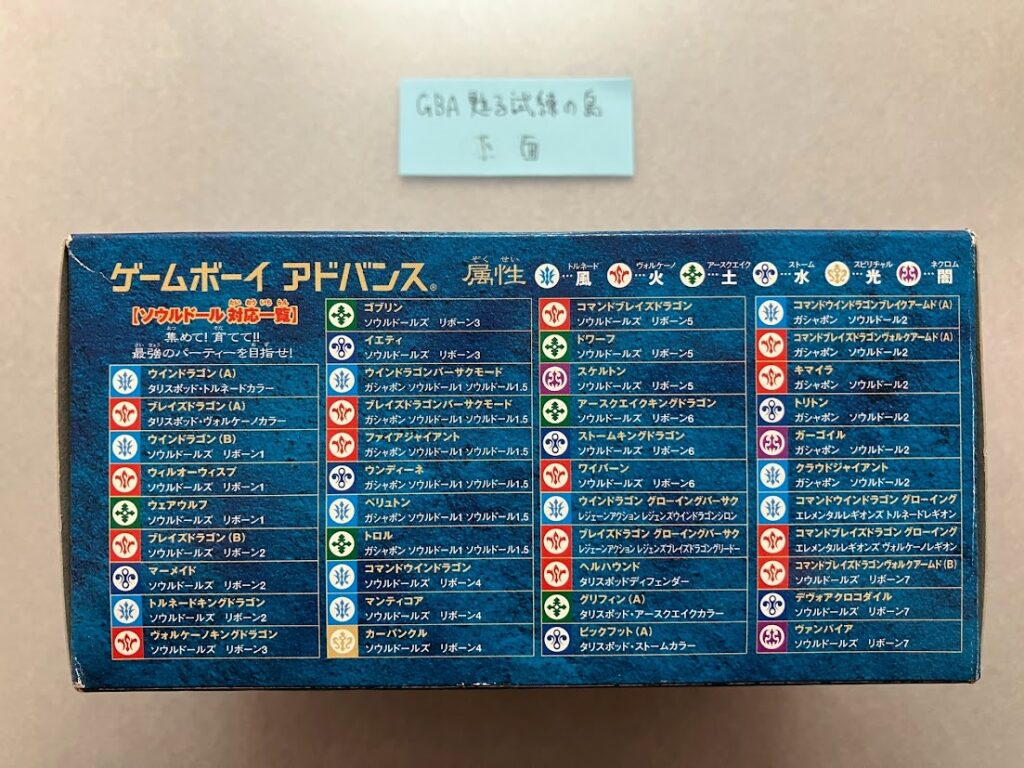 GBA 甦る試練の島
下面
ゲームボーイ アドバンス®
ぞく せい
属性
トルネード
…風
ヴォルケーノ
…火
アースクエイク
…土
ストーム
…水
スピリチャル
…光
ネクロム
…闇
たい おう いち らん
【ソウルドール 対応一覧】
あつ そだ
集めて!育てて!!
さいきょう めざ
最強のパーティーを目指せ!
ウインドラゴン(A)
タリスポッド・トルネードカラー
ブレイズドラゴン(A)
タリスポッド・ヴォルケーノカラー
ウインドラゴン(B)
ソウルドールズ リボーン1
ウィルオーウィスプ
ソウルドールズ リボーン1
ウェアウルフ
ソウルドールズ リボーン1
ブレイズドラゴン(B)
ソウルドールズ リボーン2
マーメイド
ソウルドールズ リボーン2
トルネードキングドラゴン
ソウルドールズ リボーン2
ヴォルケーノキングドラゴン
ソウルドールズ リボーン3
ゴブリン
ソウルドールズ リボーン3
イエティ
ソウルドールズ リボーン3
ウインドラゴンバーサクモード
ガシャポン ソウルドール1 ソウルドール1.5
ブレイズドラゴンバーサクモード
ガシャポン ソウルドール1 ソウルドール1.5
ファイアジャイアント
ガシャポン ソウルドール1 ソウルドール1.5
ウンディーネ
ガシャポン ソウルドール1 ソウルドール1.5
ペリュトン
ガシャポン ソウルドール1 ソウルドール1.5
トロル
ガシャポン ソウルドール1 ソウルドール1.5
コマンドウインドラゴン
ソウルドールズ リボーン4
マンティコア
ソウルドールズ リボーン4
カーバンクル
ソウルドールズ リボーン4
コマンドブレイズドラゴン
ソウルドールズ リボーン5
ドワーフ
ソウルドールズ リボーン5
スケルトン
ソウルドールズ リボーン5
アースクエイクキングドラゴン
ソウルドールズ リボーン6
ストームキングドラゴン
ソウルドールズ リボーン6
ワイバーン
ソウルドールズ リボーン6
ウインドラゴン グローイングバーサク
レジェーンアクション レジェンズウインドラゴンシロン
ブレイズドラゴン グローイングバーサク
レジェーンアクション レジェンズブレイズドラゴングリードー
ヘルハウンド
タリスポッドディフェンダー
グリフィン(A)
タリスポッド・アースクエイクカラー
ビックフット(A)
タリスポッド・ストームカラー
コマンドウインドラゴンブレイクアームド(A)
ガシャポン ソウルドール2
コマンドブレイズドラゴンヴォルクアームド(A)
ガシャポン ソウルドール2
キマイラ
ガシャポン ソウルドール2
トリトン
ガシャポン ソウルドール2
ガーゴイル
ガシャポン ソウルドール2
クラウドジャイアント
ガシャポン ソウルドール2
コマンドウインドラゴン グローイング
エレメンタルレギオンズ トルネードレギオン
コマンドブレイズドラゴン グローイング
エレメンタルレギオンズ ヴォルケーノレギオン
コマンドブレイズドラゴンヴォルクアームド(B)
ソウルドールズ リボーン7
デヴォアクロコダイル
ソウルドールズ リボーン7
ヴァンパイア
ソウルドールズ リボーン7